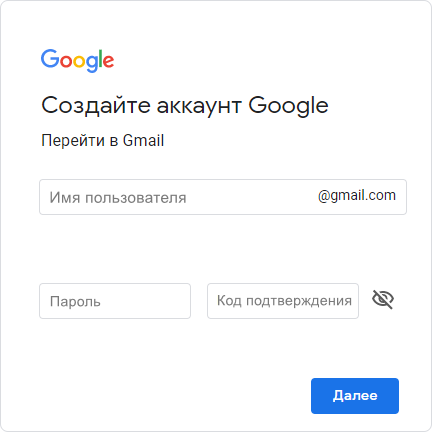 Google
Создайте аккаунт Google
Перейти в Gmail
Имя пользователя @gmail.com
Пароль Код подтверждения
Далее